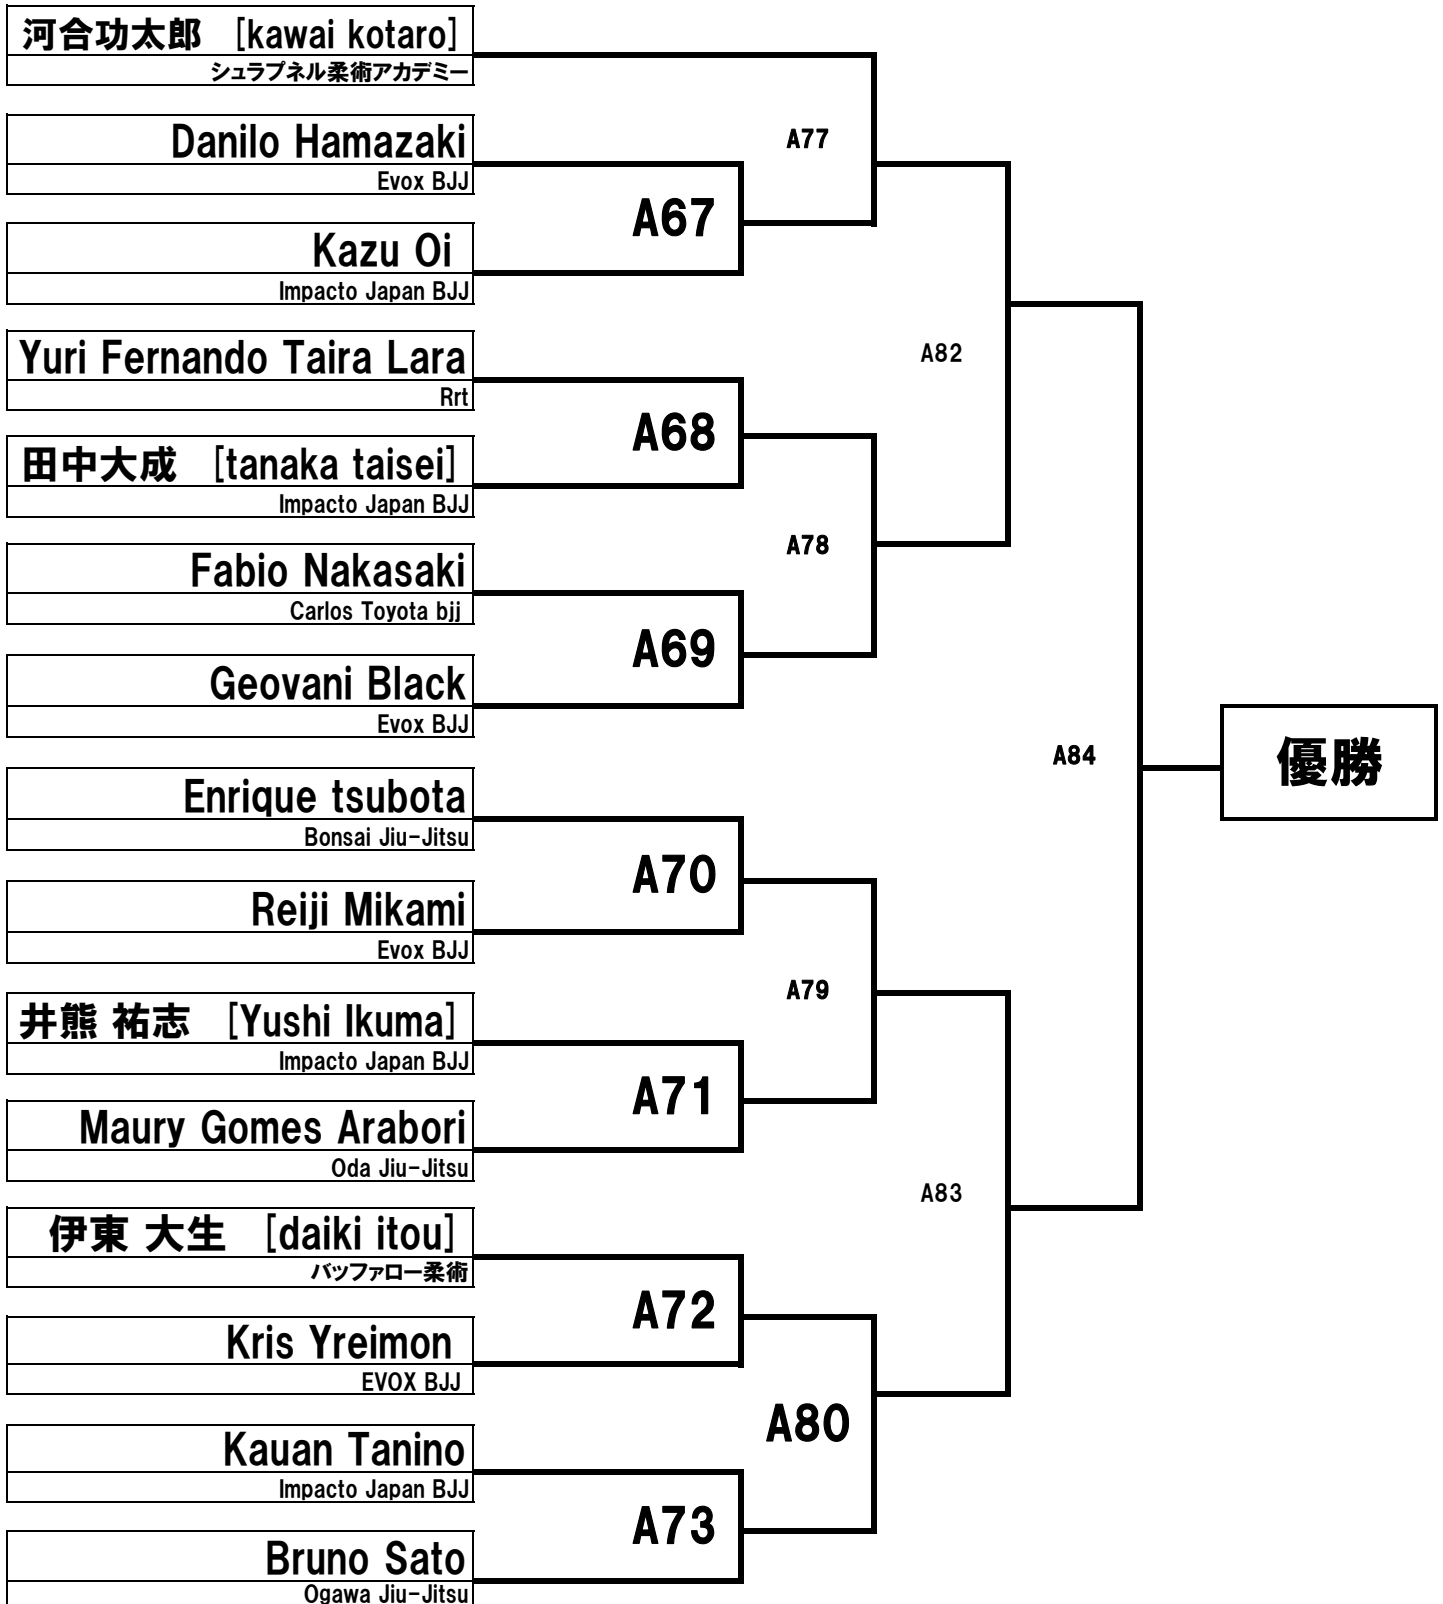 河合功太郎　[kawai kotaro]
シュラプネル柔術アカデミー
Danilo Hamazaki
Evox BJJ
A77
A67
Kazu Oi
Impacto Japan BJJ
Yuri Fernando Taira Lara
Rrt
A82
A68
田中大成　[tanaka taisei]
Impacto Japan BJJ
A78
Fabio Nakasaki
Carlos Toyota bjj
A69
Geovani Black
Evox BJJ
A84
優勝
Enrique tsubota
Bonsai Jiu-Jitsu
A70
Reiji Mikami
Evox BJJ
A79
井熊 祐志　[Yushi Ikuma]
Impacto Japan BJJ
A71
Maury Gomes Arabori
Oda Jiu-Jitsu
A83
伊東 大生　[daiki itou]
バッファロー柔術
A72
Kris Yreimon
EVOX BJJ
A80
Kauan Tanino
Impacto Japan BJJ
A73
Bruno Sato
Ogawa Jiu-Jitsu